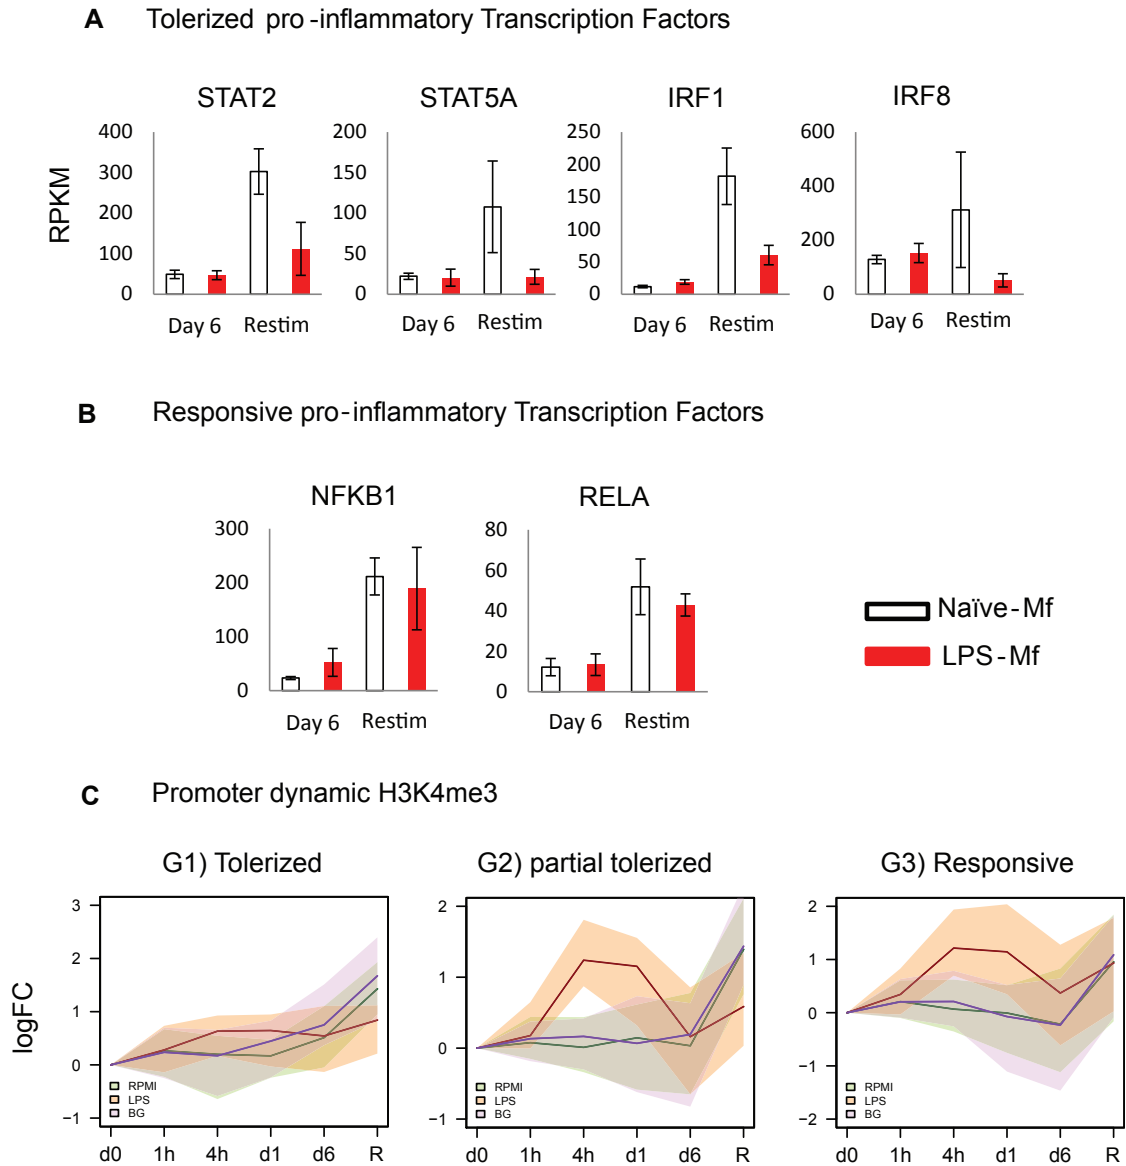 A Tolerized pro-inflammatory Transcription Factors
STAT2 STAT5A IRF1 IRF8
RPKM
400 300 200 100 0
200 150 100 50 0
250 200 150 100 50 0
600 400 200 0
Day 6 Restim Day 6 Restim Day 6 Restim Day 6 Restim
B Responsive pro-inflammatory Transcription Factors
NFKB1 RELA
300 200 100 0
80 60 40 20 0
Day 6 Restim Day 6 Restim
Naïve-Mf
LPS-Mf
C Promoter dynamic H3K4me3
G1) Tolerized G2) partial tolerized G3) Responsive
logFC
3 2 1 0 −1
RPMI
LPS
BG
d0 1h 4h d1 d6 R
2 1 0 −1
RPMI
LPS
BG
d0 1h 4h d1 d6 R
2 1 0 −1 −2
RPMI
LPS
BG
d0 1h 4h d1 d6 R